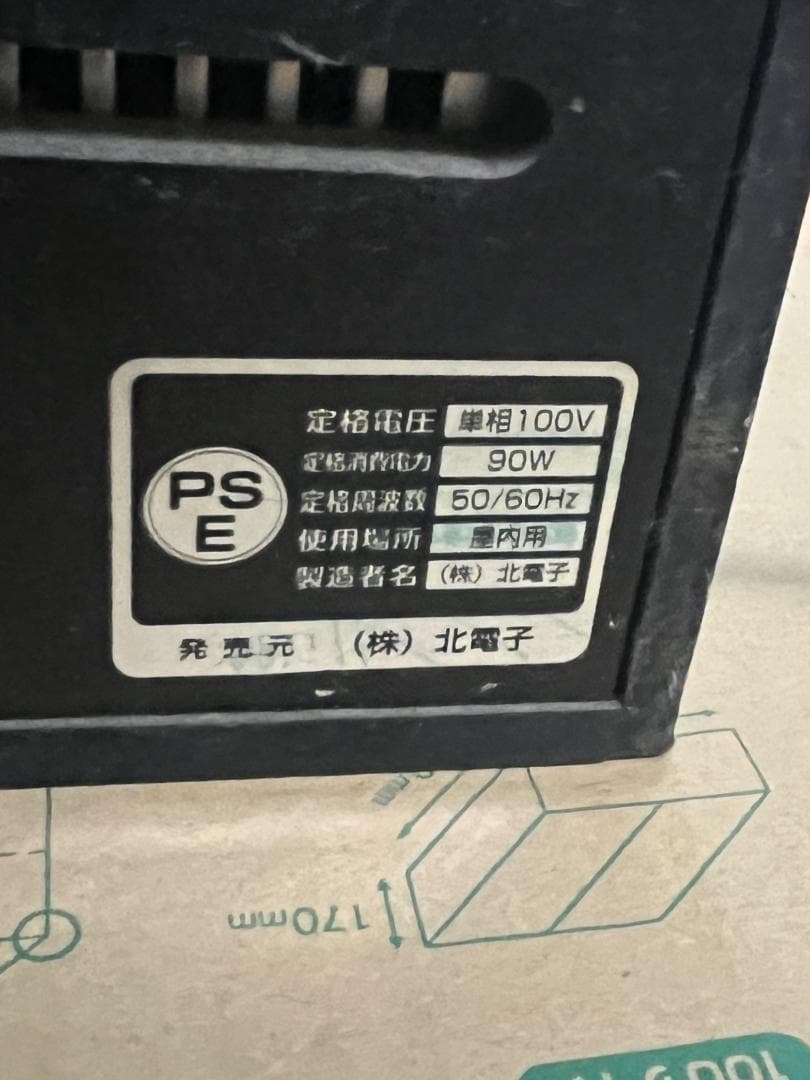 PS
E
定格電圧 単相100V
定格消費電力 90W
定格周波数 50/60Hz
使用場所 屋内用
製造者名 (株) 北電子
発売元 (株) 北電子
170mm